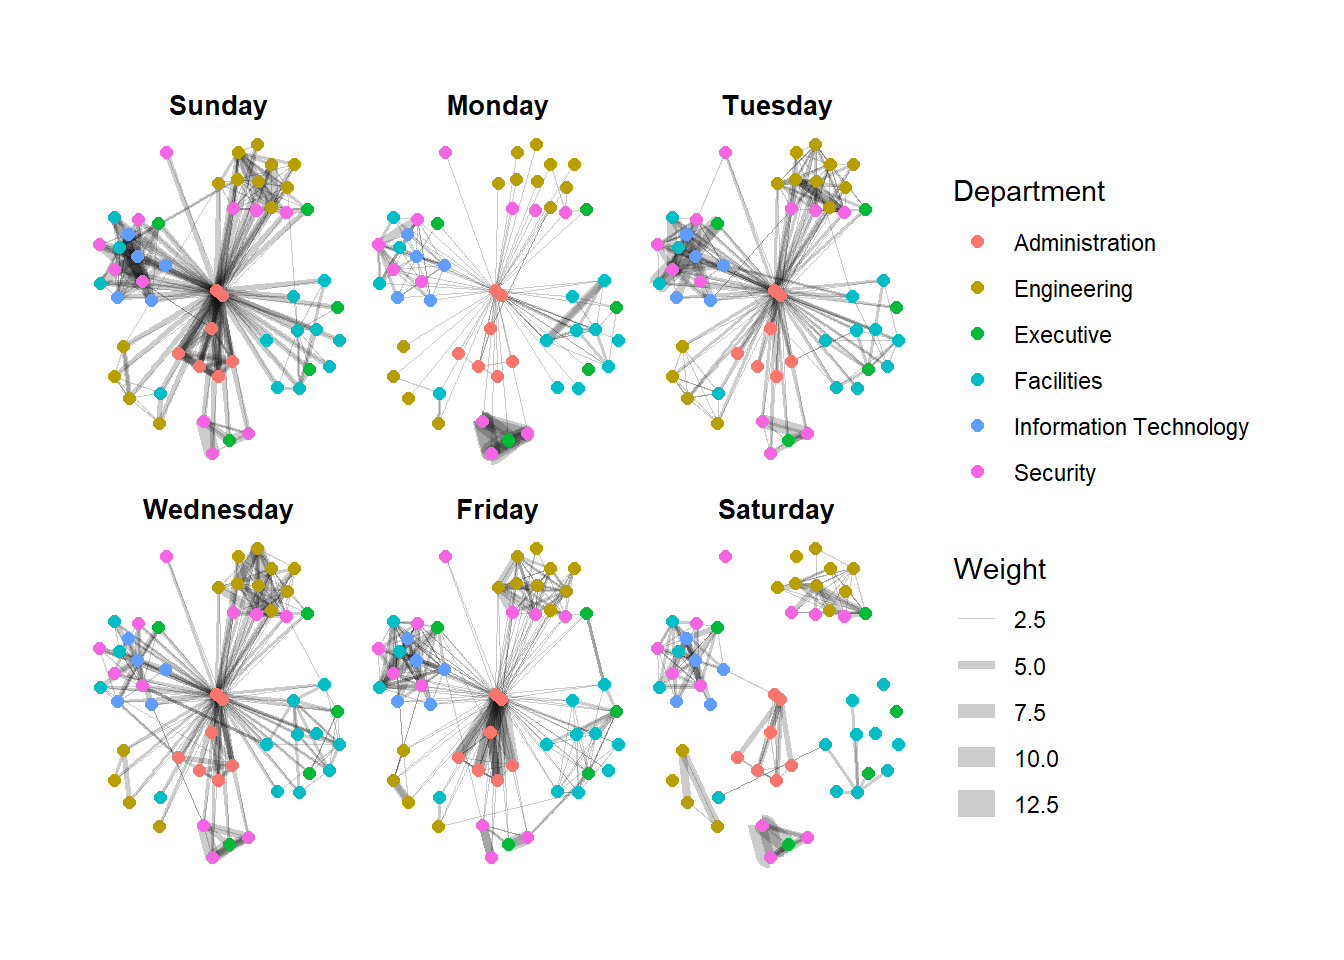 Sunday
Monday
Tuesday
Wednesday
Friday
Saturday
Department
Administration
Engineering
Executive
Facilities
Information Technology
Security
Weight
2.5
5.0
7.5
10.0
12.5